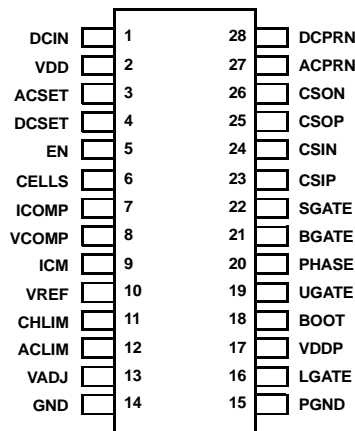 DCIN 1 28 DCPRN
VDD 2 27 ACPRN
ACSET 3 26 CSON
DCSET 4 25 CSOP
EN 5 24 CSIN
CELLS 6 23 CSIP
ICOMP 7 22 SGATE
VCOMP 8 21 BGATE
ICM 9 20 PHASE
VREF 10 19 UGATE
CHLIM 11 18 BOOT
ACLIM 12 17 VDDP
VADJ 13 16 LGATE
GND 14 15 PGND